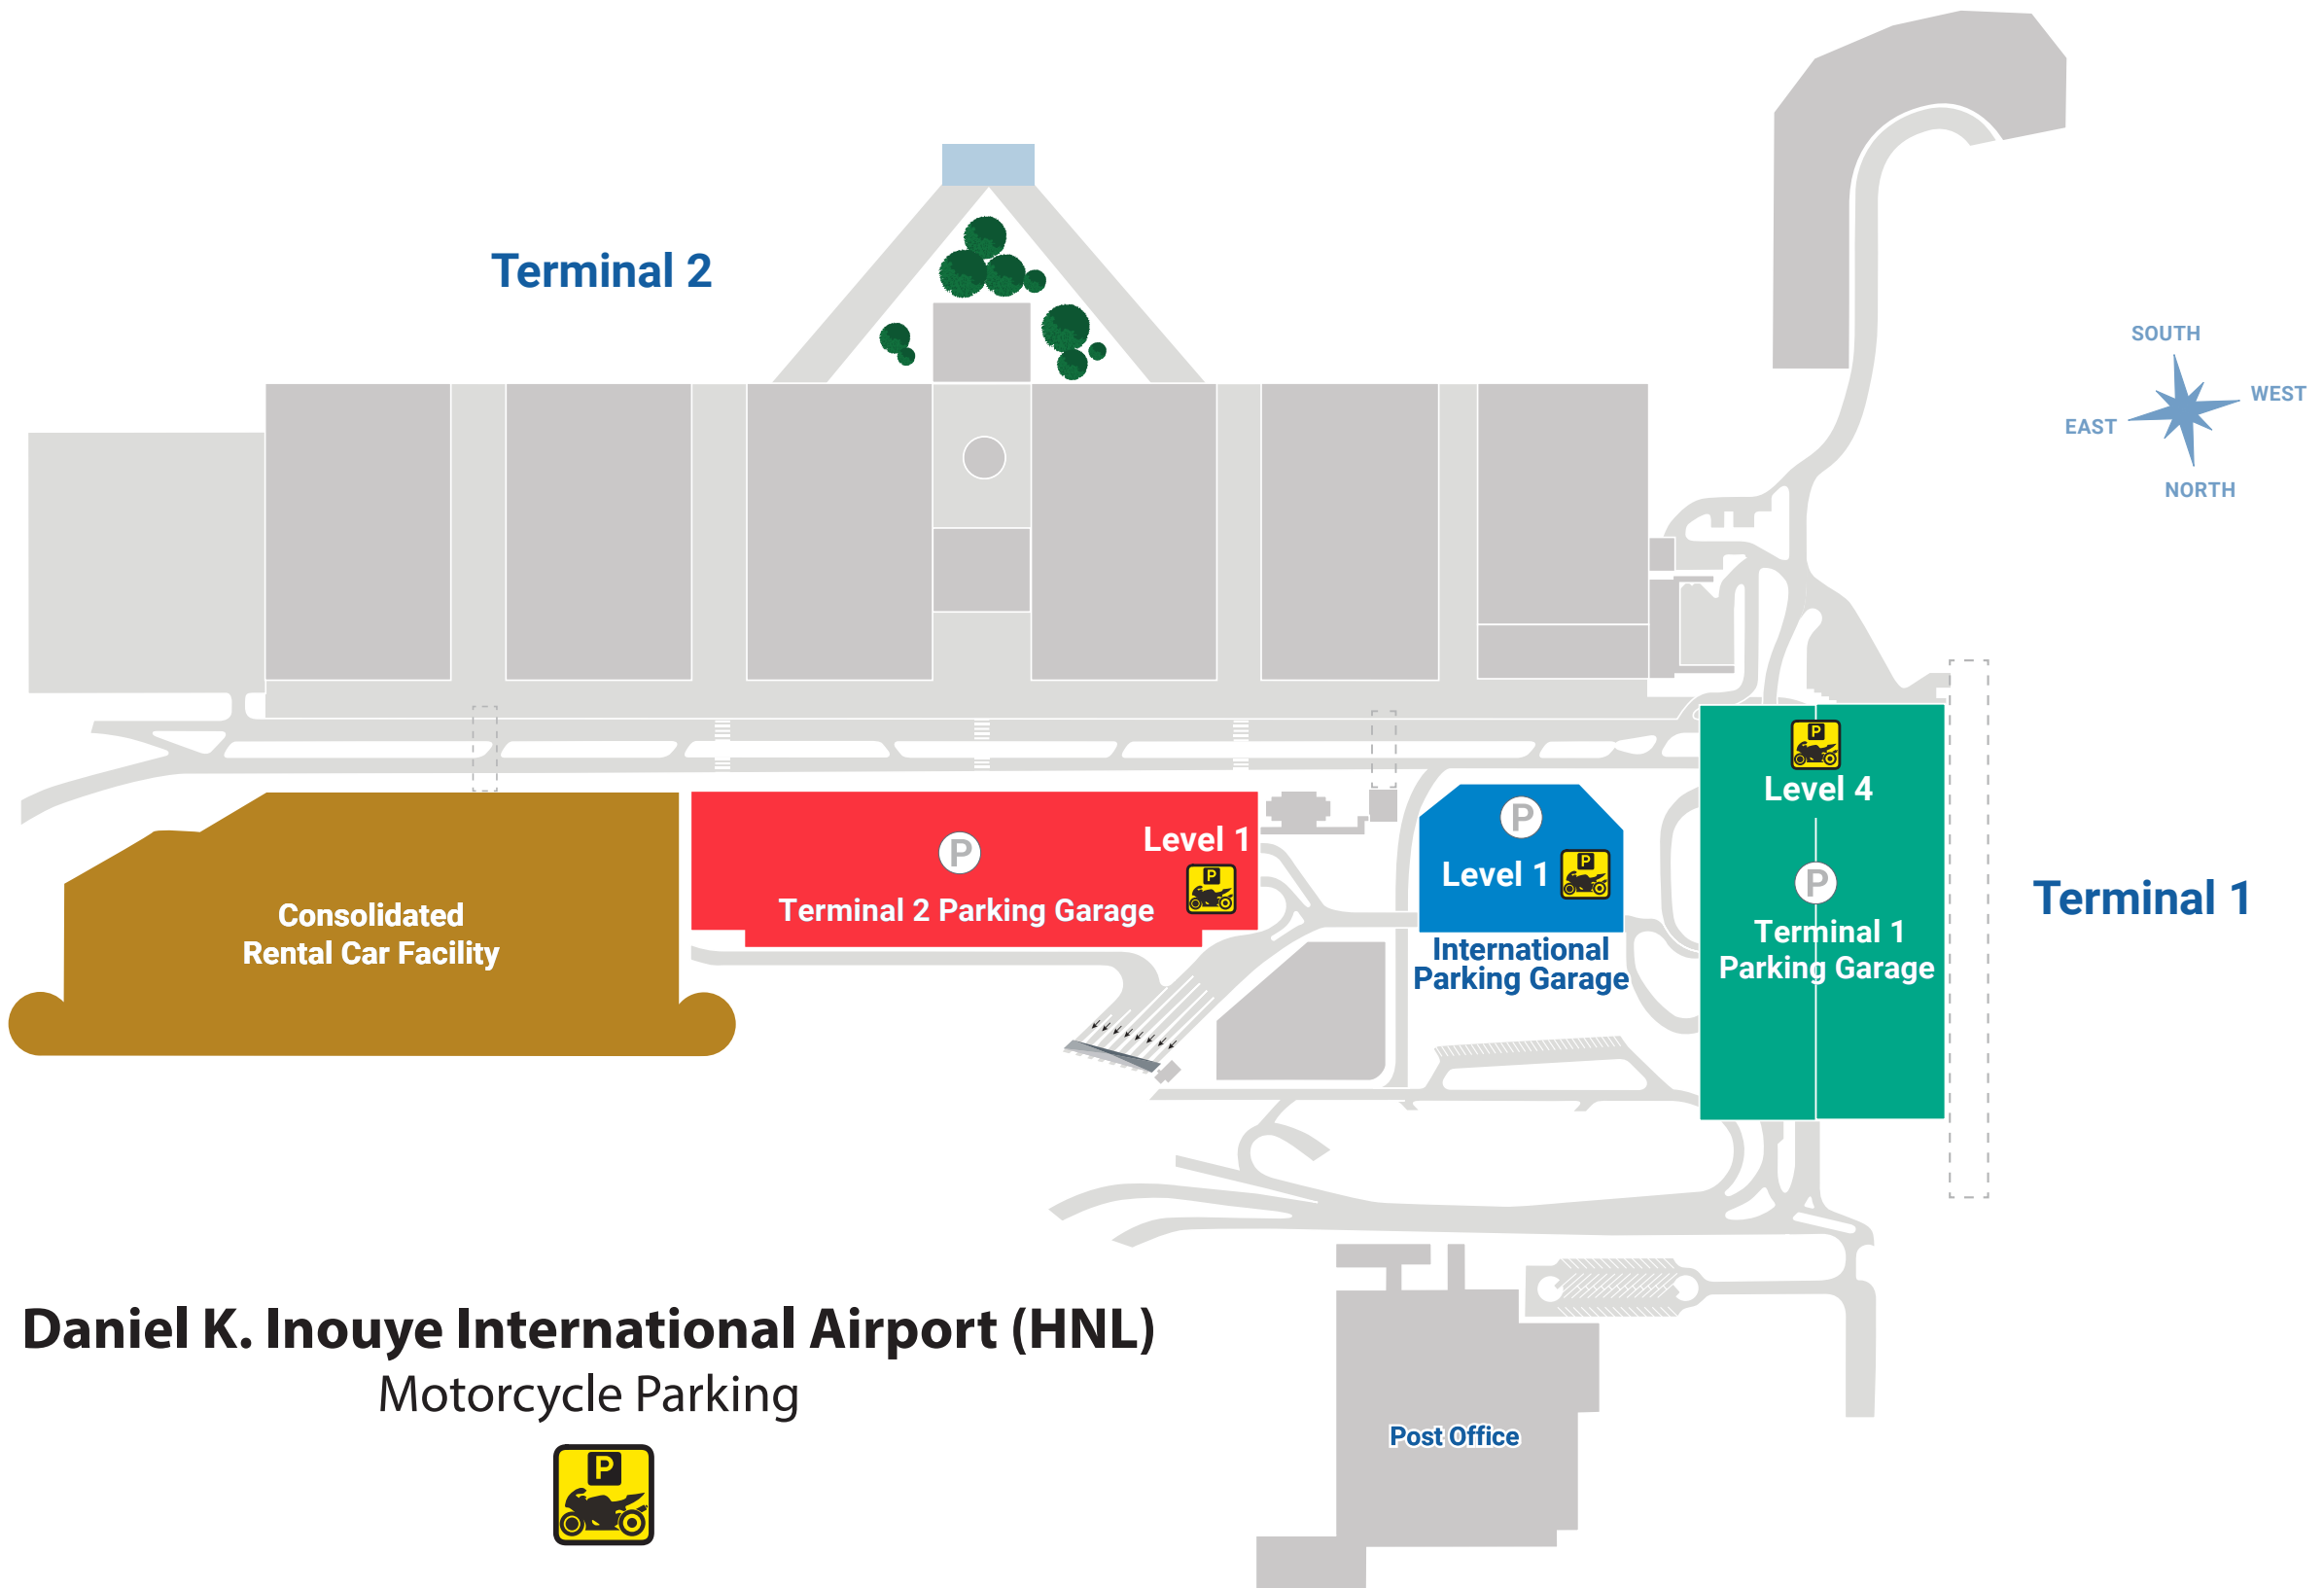 Terminal 2
SOUTH
WEST
EAST
NORTH
Level 4
P
Level 1
P
P
Level 1
P
Level 1
P
P
Terminal 2 Parking Garage
P
Terminal 1
Terminal 1
Parking Garage
Consolidated
Rental Car Facility
International
Parking Garage
Daniel K. Inouye International Airport (HNL)
Motorcycle Parking
P
Post Office